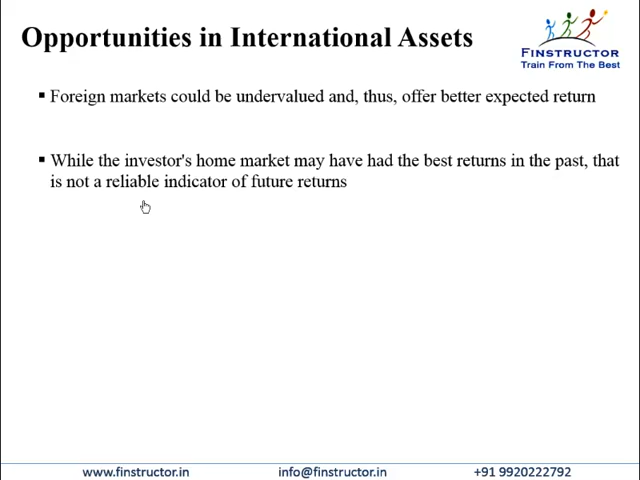 Opportunities in International Assets
FINSTRUCTOR
Train From The Best
▪ Foreign markets could be undervalued and, thus, offer better expected return
▪ While the investor's home market may have had the best returns in the past, that
is not a reliable indicator of future returns
www.finstructor.in info@finstructor.in +91 9920222792